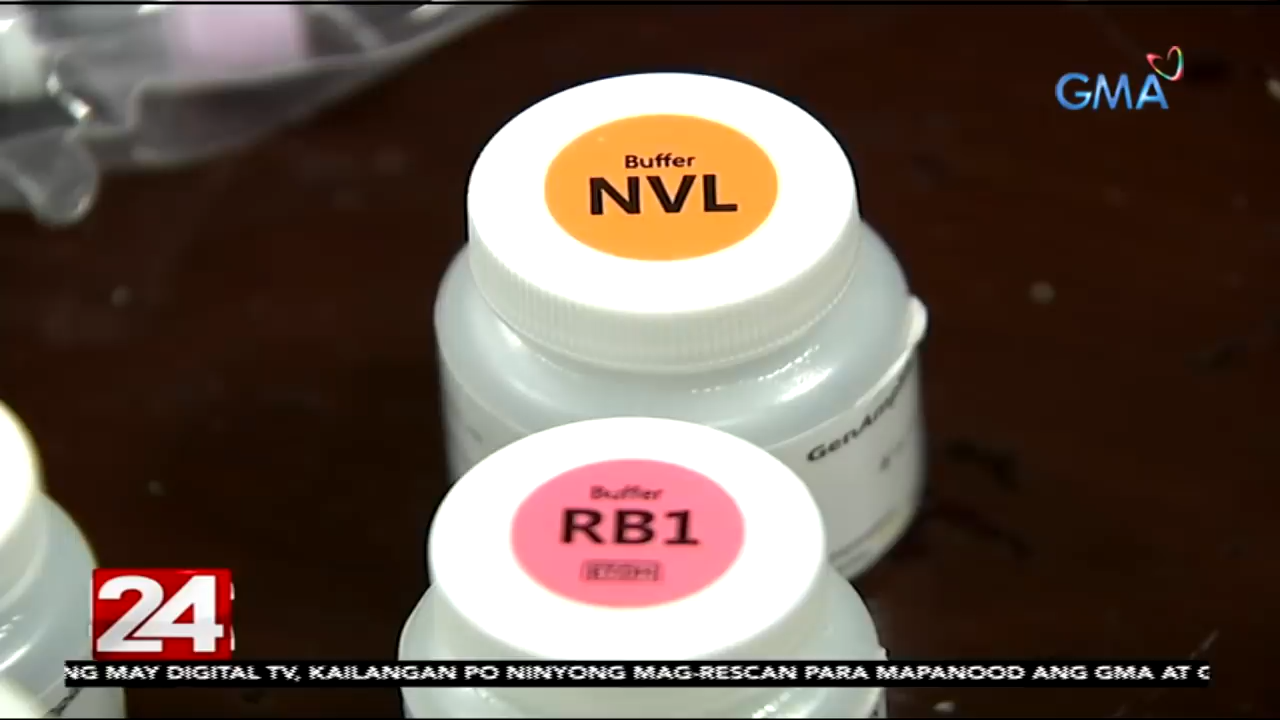 GMA
Buffer
NVL
GenAmp
Buffer
RB1
24
NG MAY DIGITAL TV, KAILANGAN PO NINYONG MAG-RESCAN PARA MAPANOOD ANG GMA AT